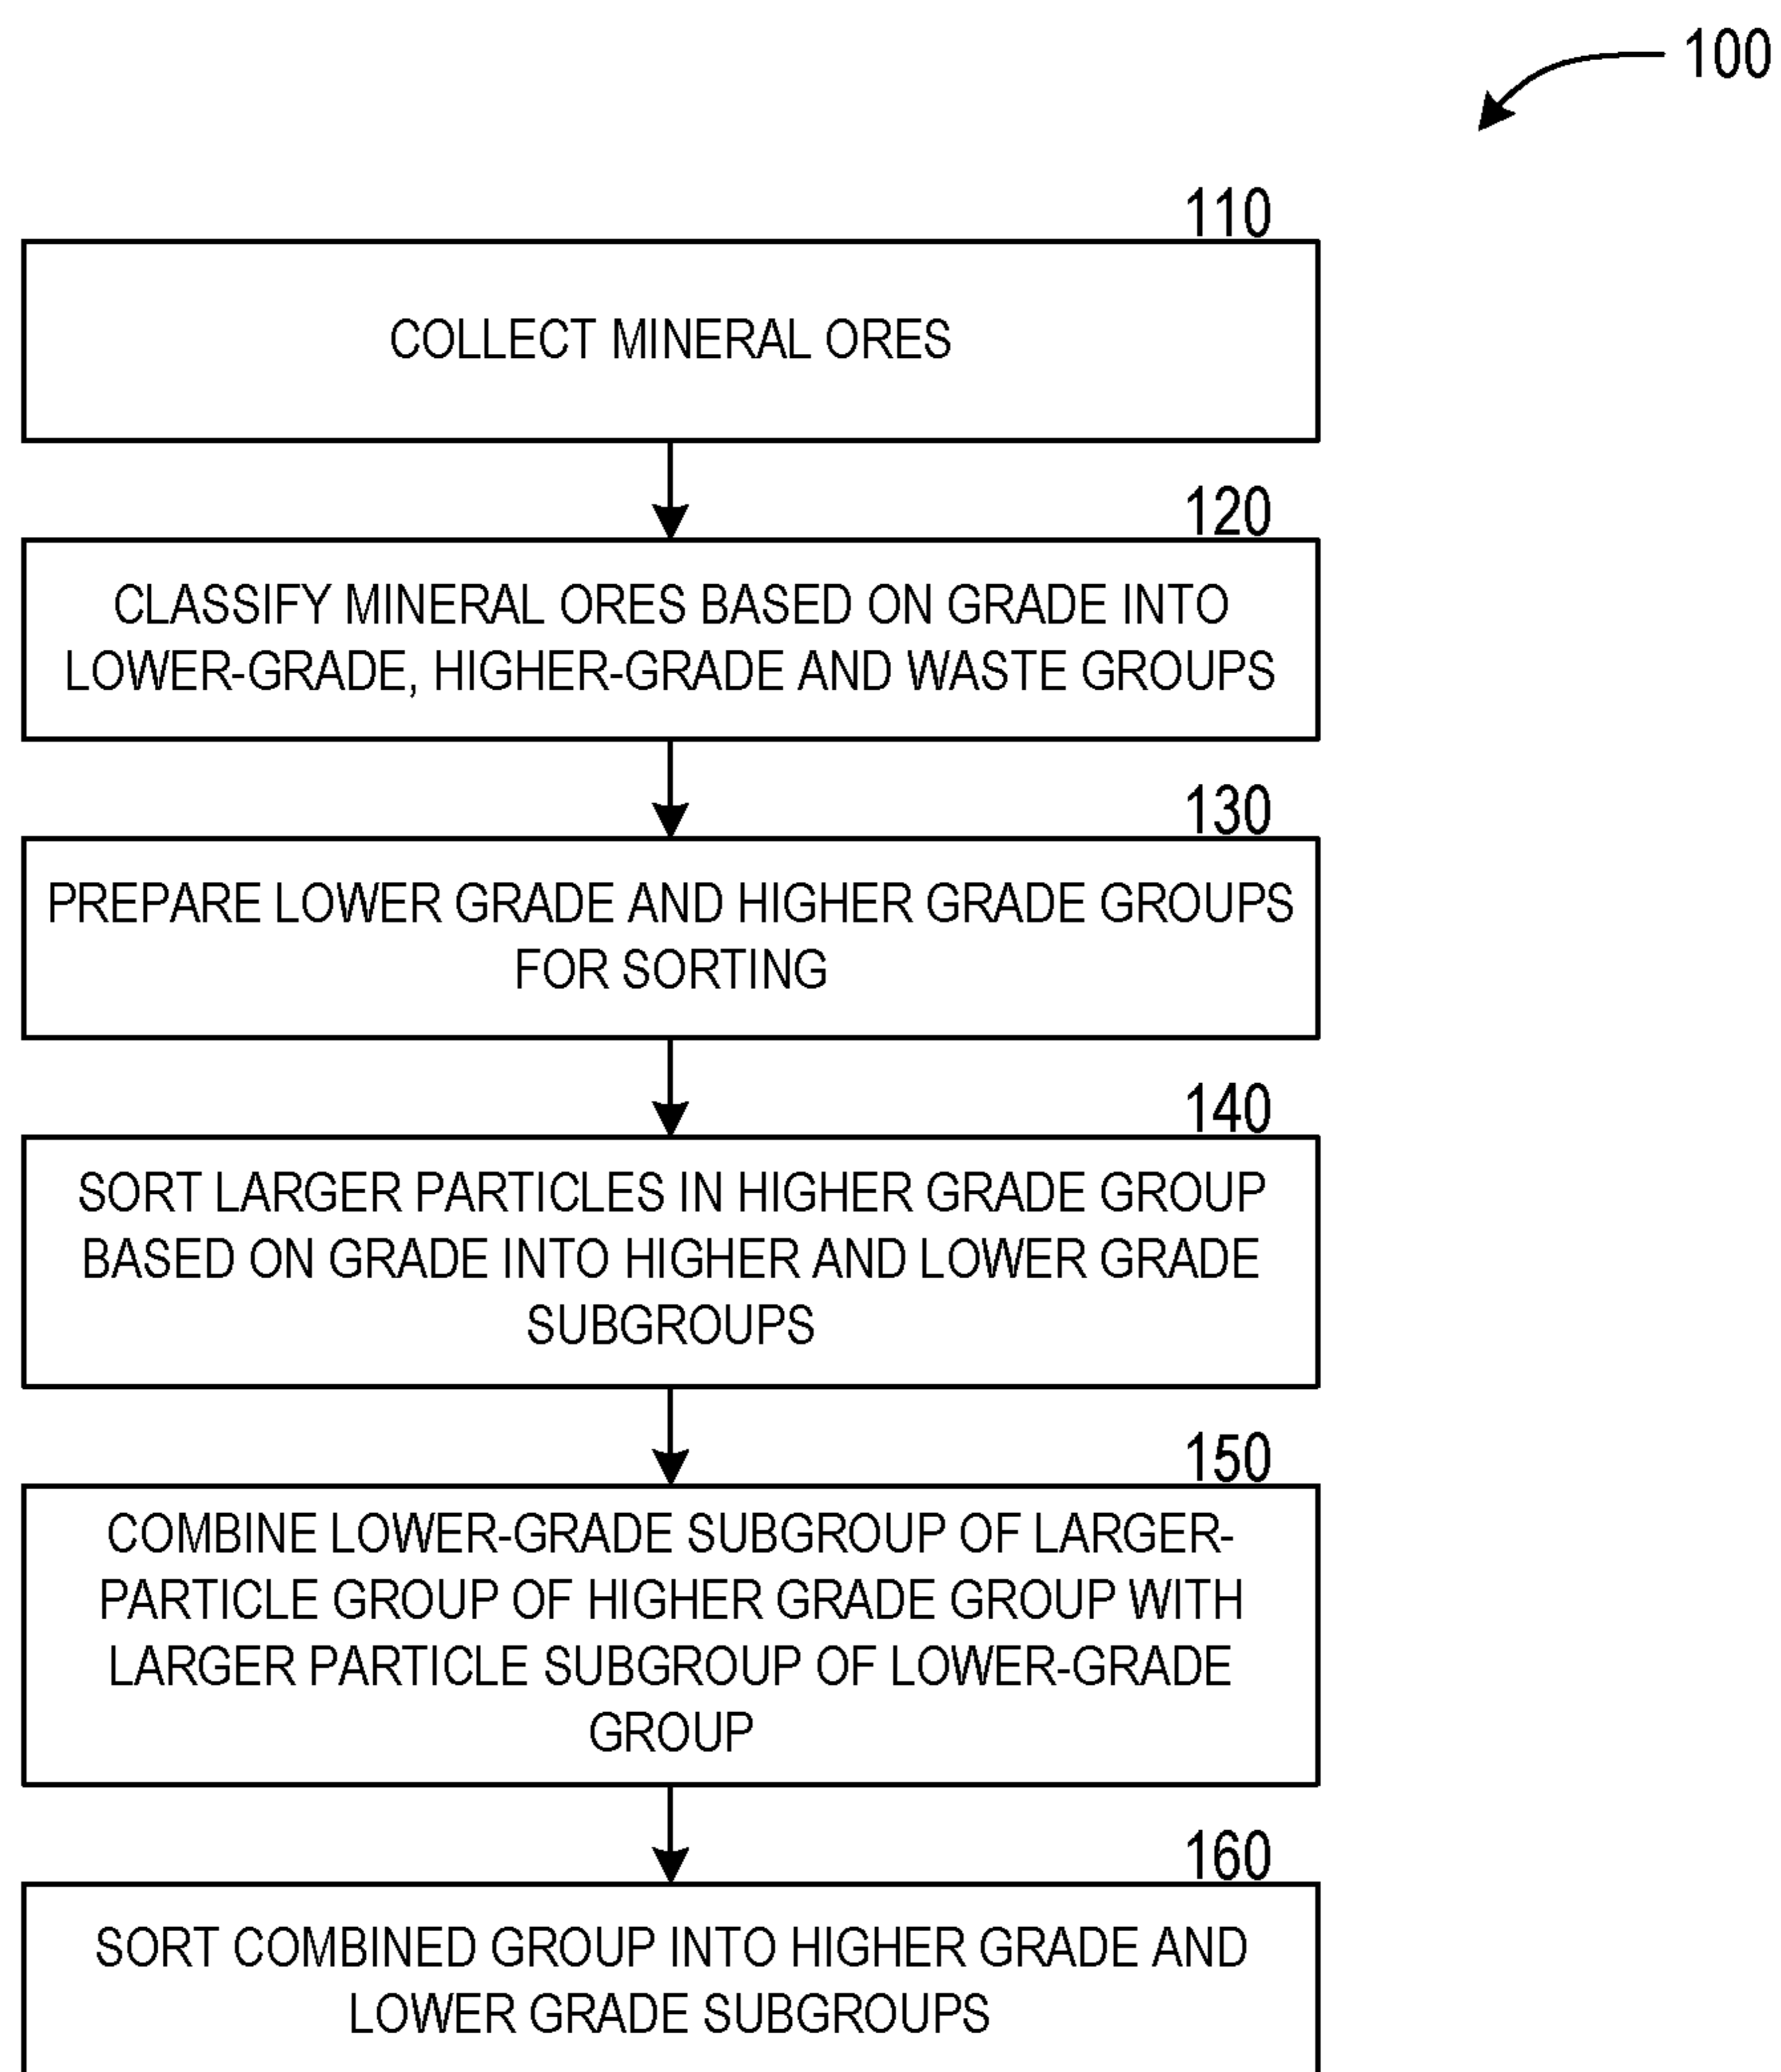 100
110
COLLECT MINERAL ORES
120
CLASSIFY MINERAL ORES BASED ON GRADE INTO
LOWER-GRADE, HIGHER-GRADE AND WASTE GROUPS
130
PREPARE LOWER GRADE AND HIGHER GRADE GROUPS
FOR SORTING
140
SORT LARGER PARTICLES IN HIGHER GRADE GROUP
BASED ON GRADE INTO HIGHER AND LOWER GRADE
SUBGROUPS
150
COMBINE LOWER-GRADE SUBGROUP OF LARGER-
PARTICLE GROUP OF HIGHER GRADE GROUP WITH
LARGER PARTICLE SUBGROUP OF LOWER-GRADE
GROUP
160
SORT COMBINED GROUP INTO HIGHER GRADE AND
LOWER GRADE SUBGROUPS